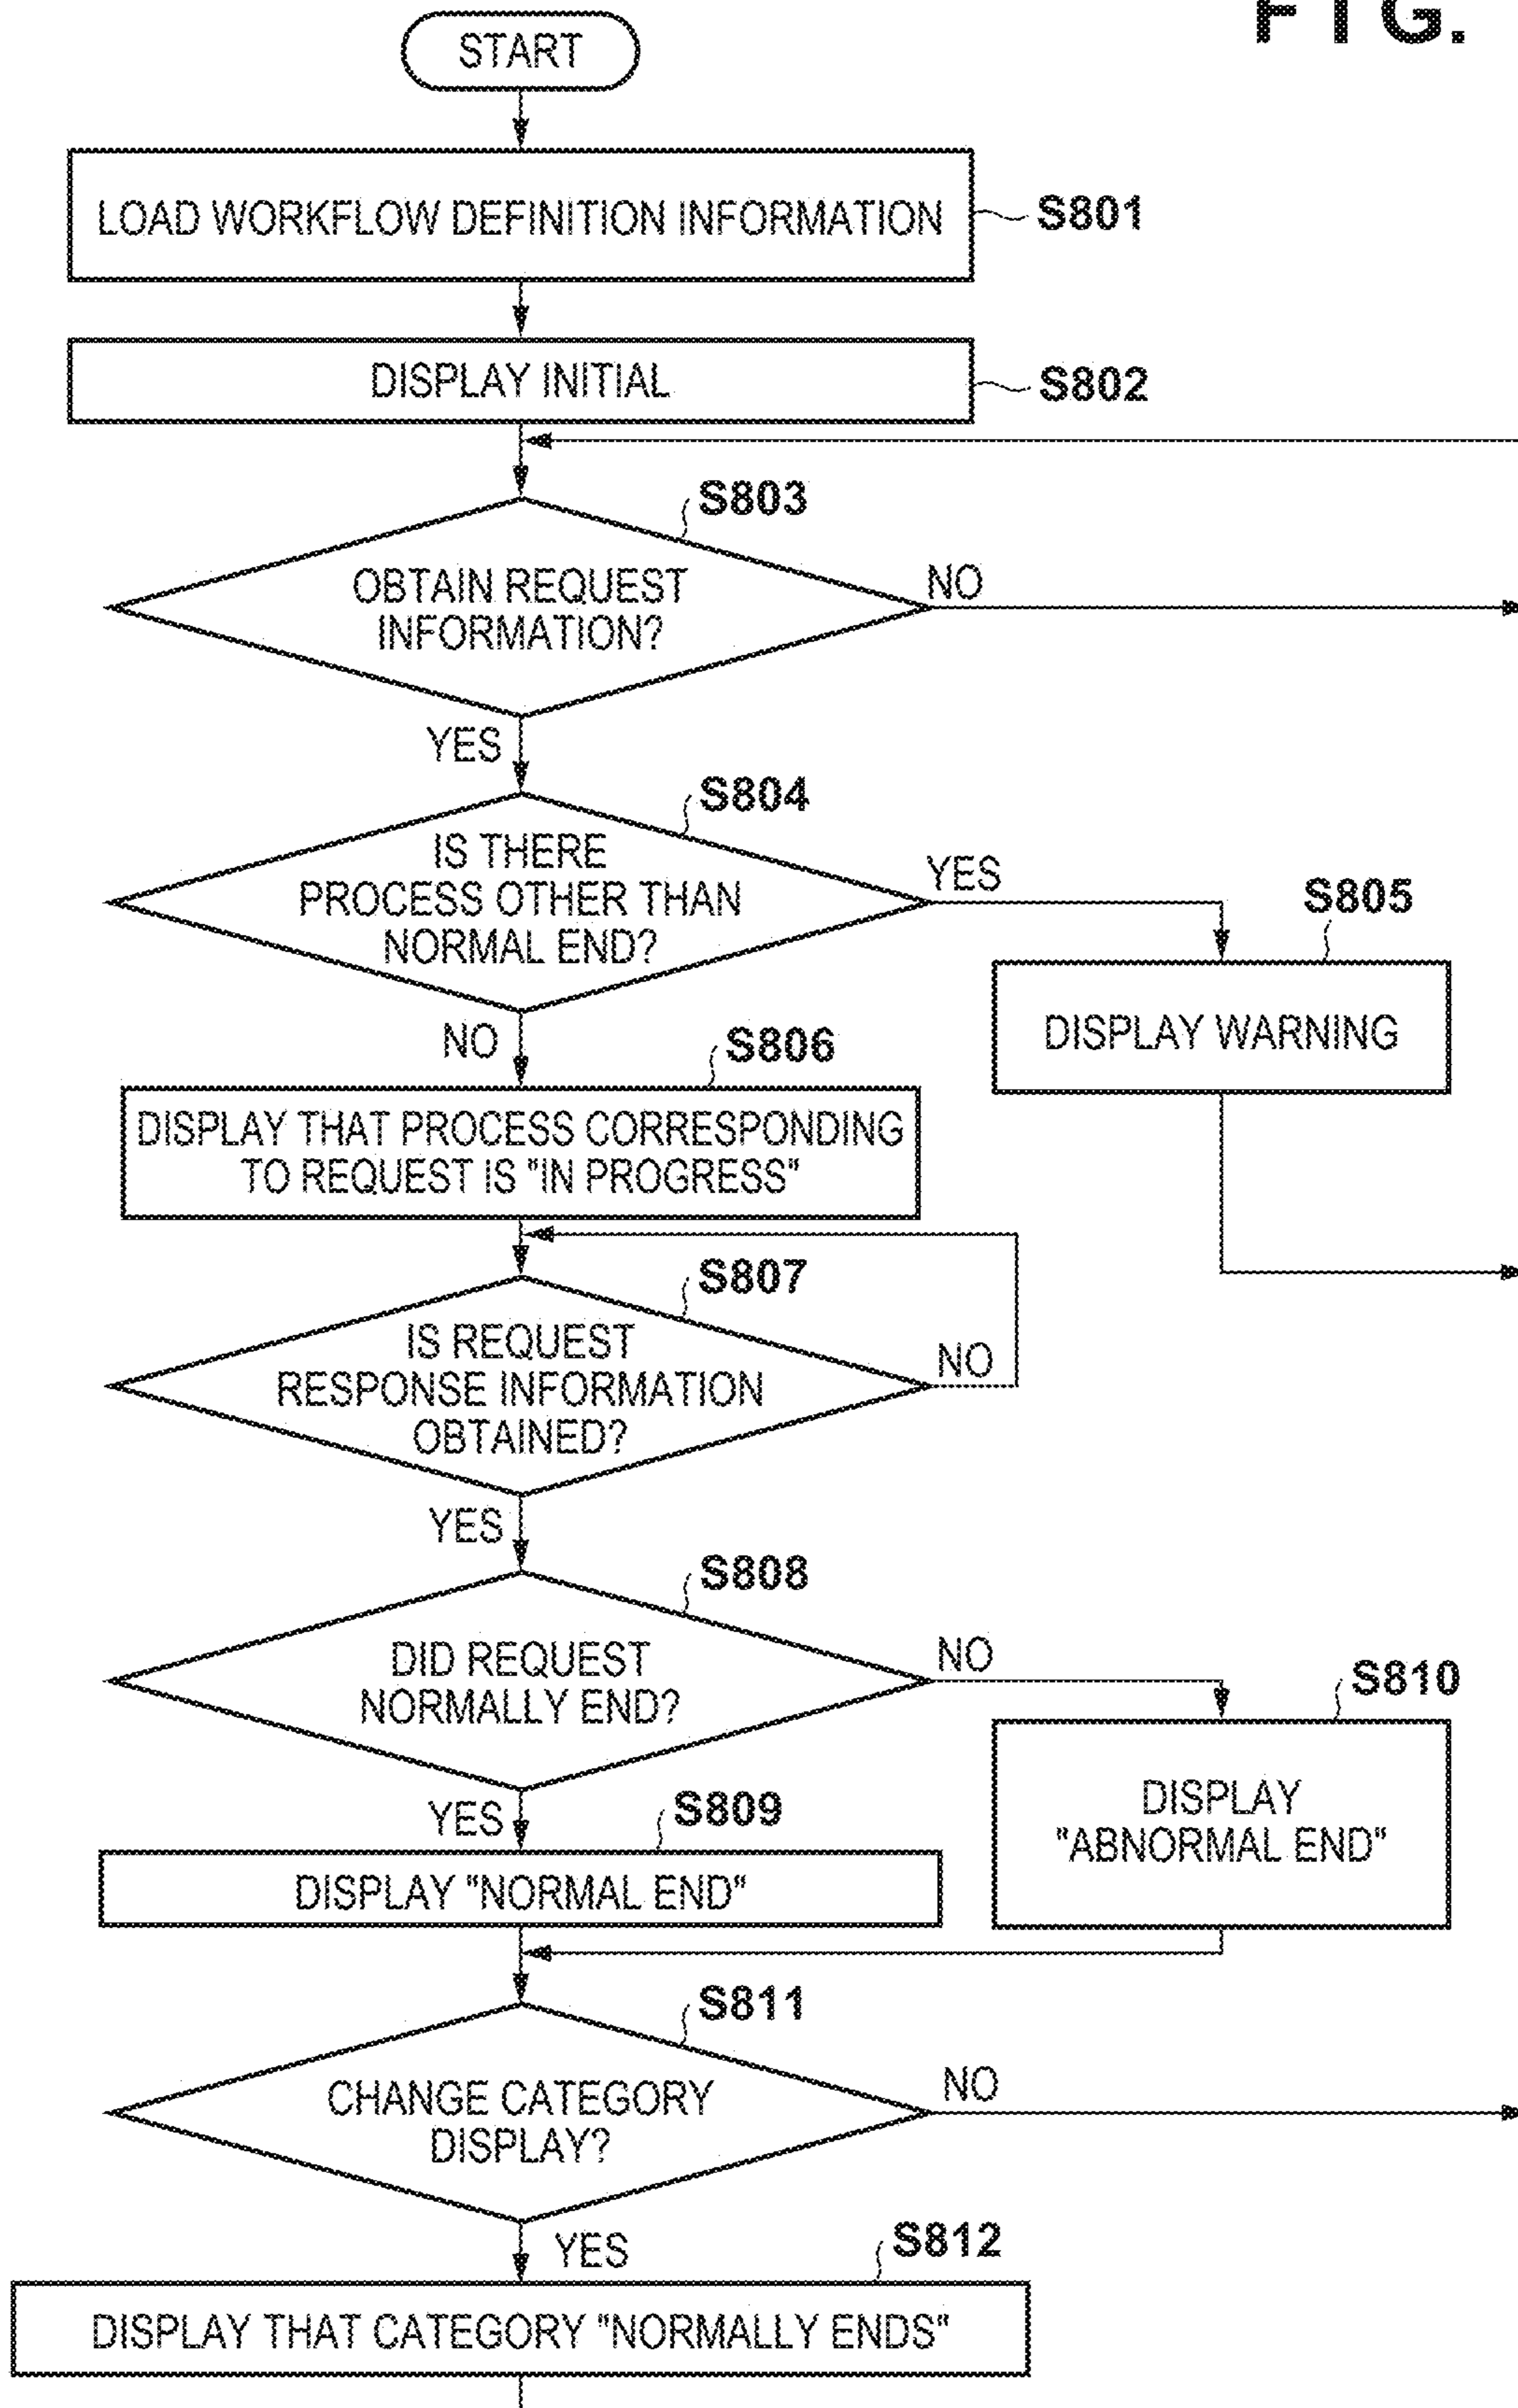 FIG.
START
LOAD WORKFLOW DEFINITION INFORMATION
S801
DISPLAY INITIAL
S802
S803
OBTAIN REQUEST
INFORMATION?
NO
YES
S804
IS THERE
PROCESS OTHER THAN
NORMAL END?
YES
S805
DISPLAY WARNING
NO
S806
DISPLAY THAT PROCESS CORRESPONDING
TO REQUEST IS "IN PROGRESS"
S807
IS REQUEST
RESPONSE INFORMATION
OBTAINED?
NO
YES
S808
DID REQUEST
NORMALLY END?
NO
S810
DISPLAY
"ABNORMAL END"
YES
S809
DISPLAY "NORMAL END"
S811
CHANGE CATEGORY
DISPLAY?
NO
YES
S812
DISPLAY THAT CATEGORY "NORMALLY ENDS"